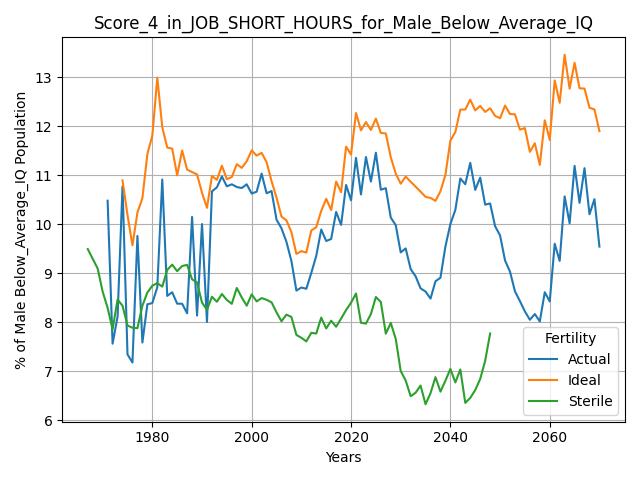 Score_4_in_JOB_SHORT_HOURS_for_Male_Below_Average_IQ
% of Male Below_Average_IQ Population
13
12
11
10
9
8
7
6
1980 2000 2020 2040 2060
Years
Fertility
Actual
Ideal
Sterile